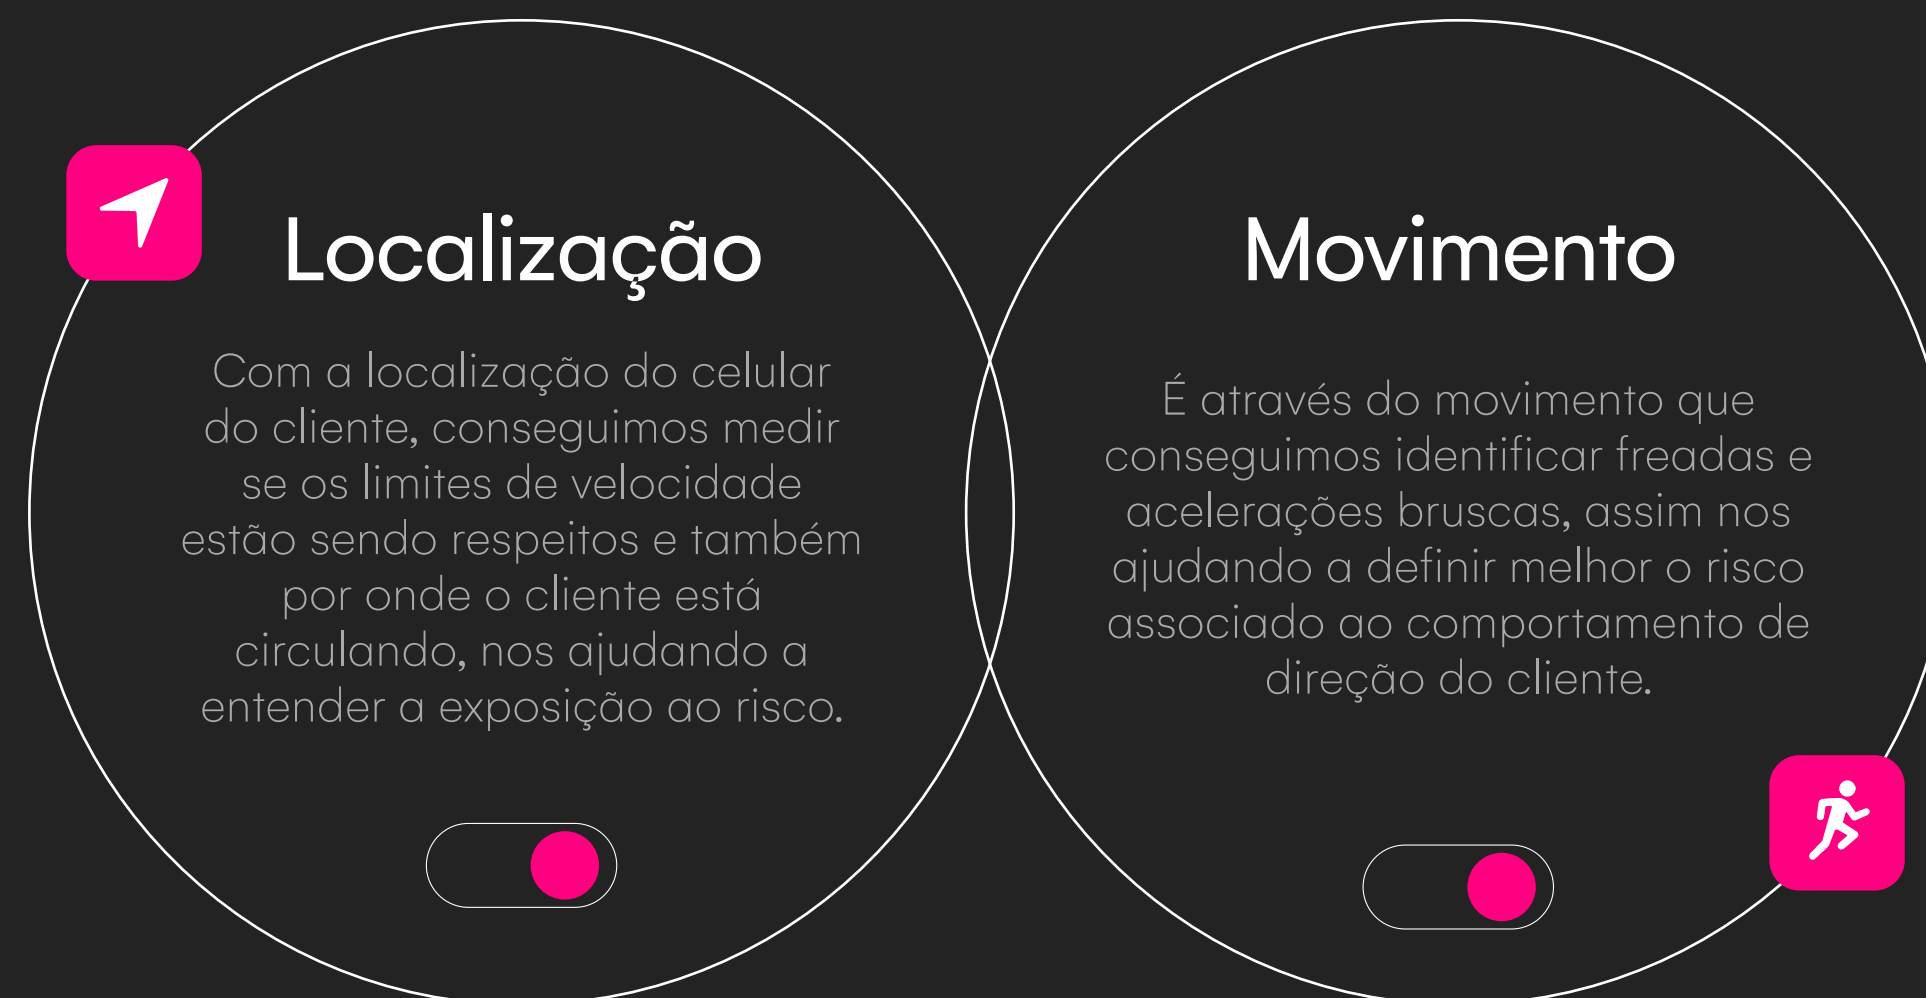 Localização
Com a localização do celular
do cliente, conseguimos medir
se os limites de velocidade
estão sendo respeitos e também
por onde o cliente está
circulando, nos ajudando a
entender a exposição ao risco.
Movimento
É através do movimento que
conseguimos identificar freadas e
acelerações bruscas, assim nos
ajudando a definir melhor o risco
associado ao comportamento de
direção do cliente.